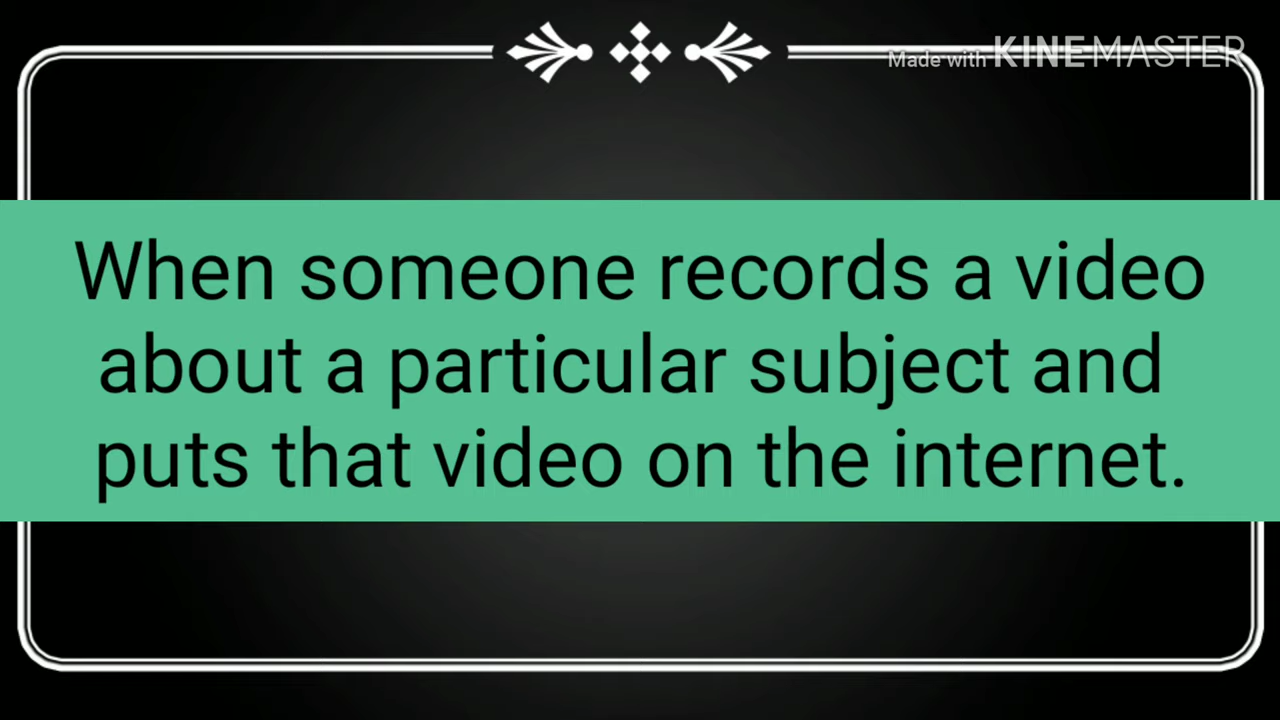 Made with KINEMASTER
When someone records a video
about a particular subject and
puts that video on the internet.